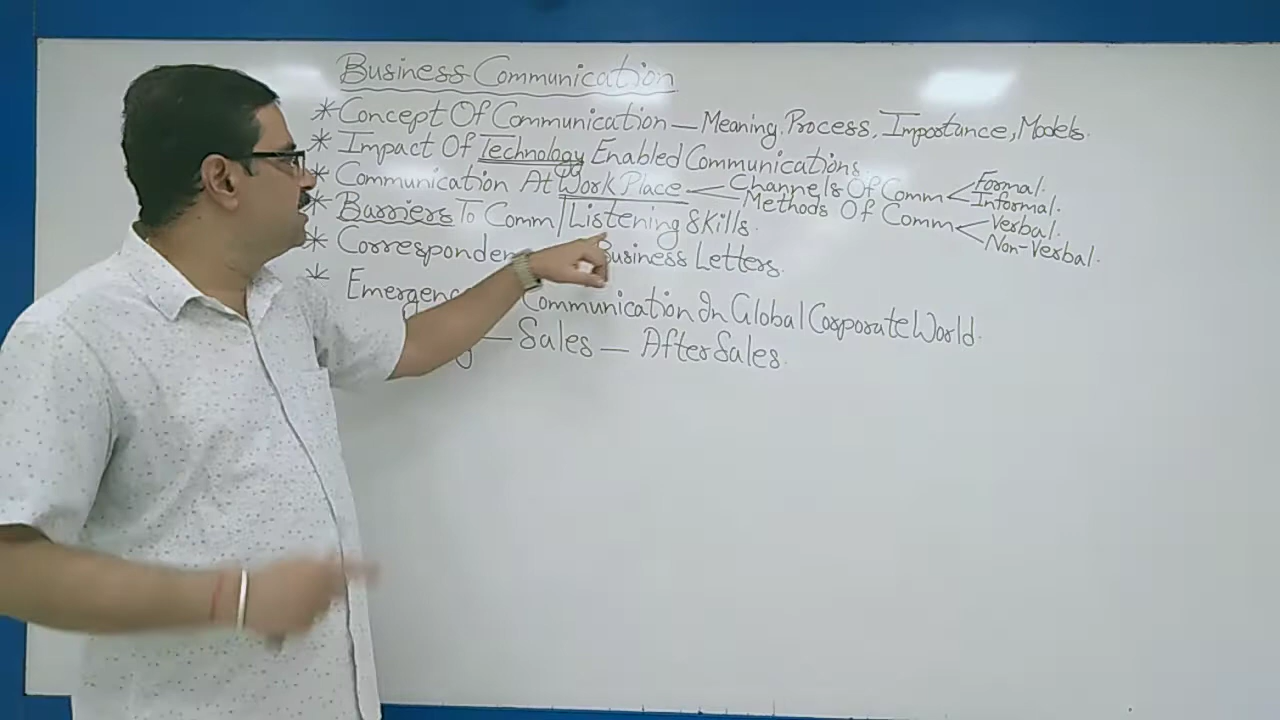 Business Communication
* Concept Of Communication — Meaning, Process, Importance, Models.
* Impact Of Technology Enabled Communications.
* Communication At Work Place — Channels Of Comm < Formal. Informal.
Methods Of Comm < Verbal. Non-Verbal.
* Barriers To Comm/Listening Skills.
* Business Letters.
* Communication In Global Corporate World.
— Sales — After Sales.